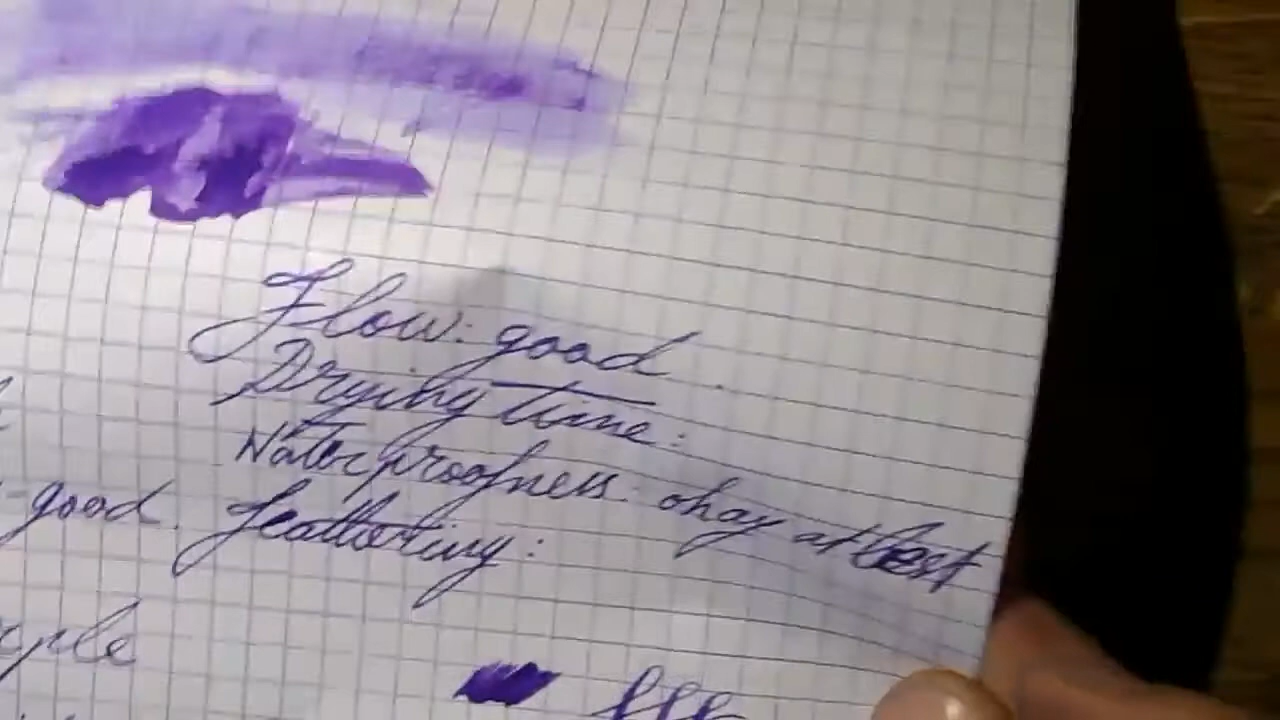 Flow: good
Drying time:
Waterproofness: okay at best
good. Feathering: